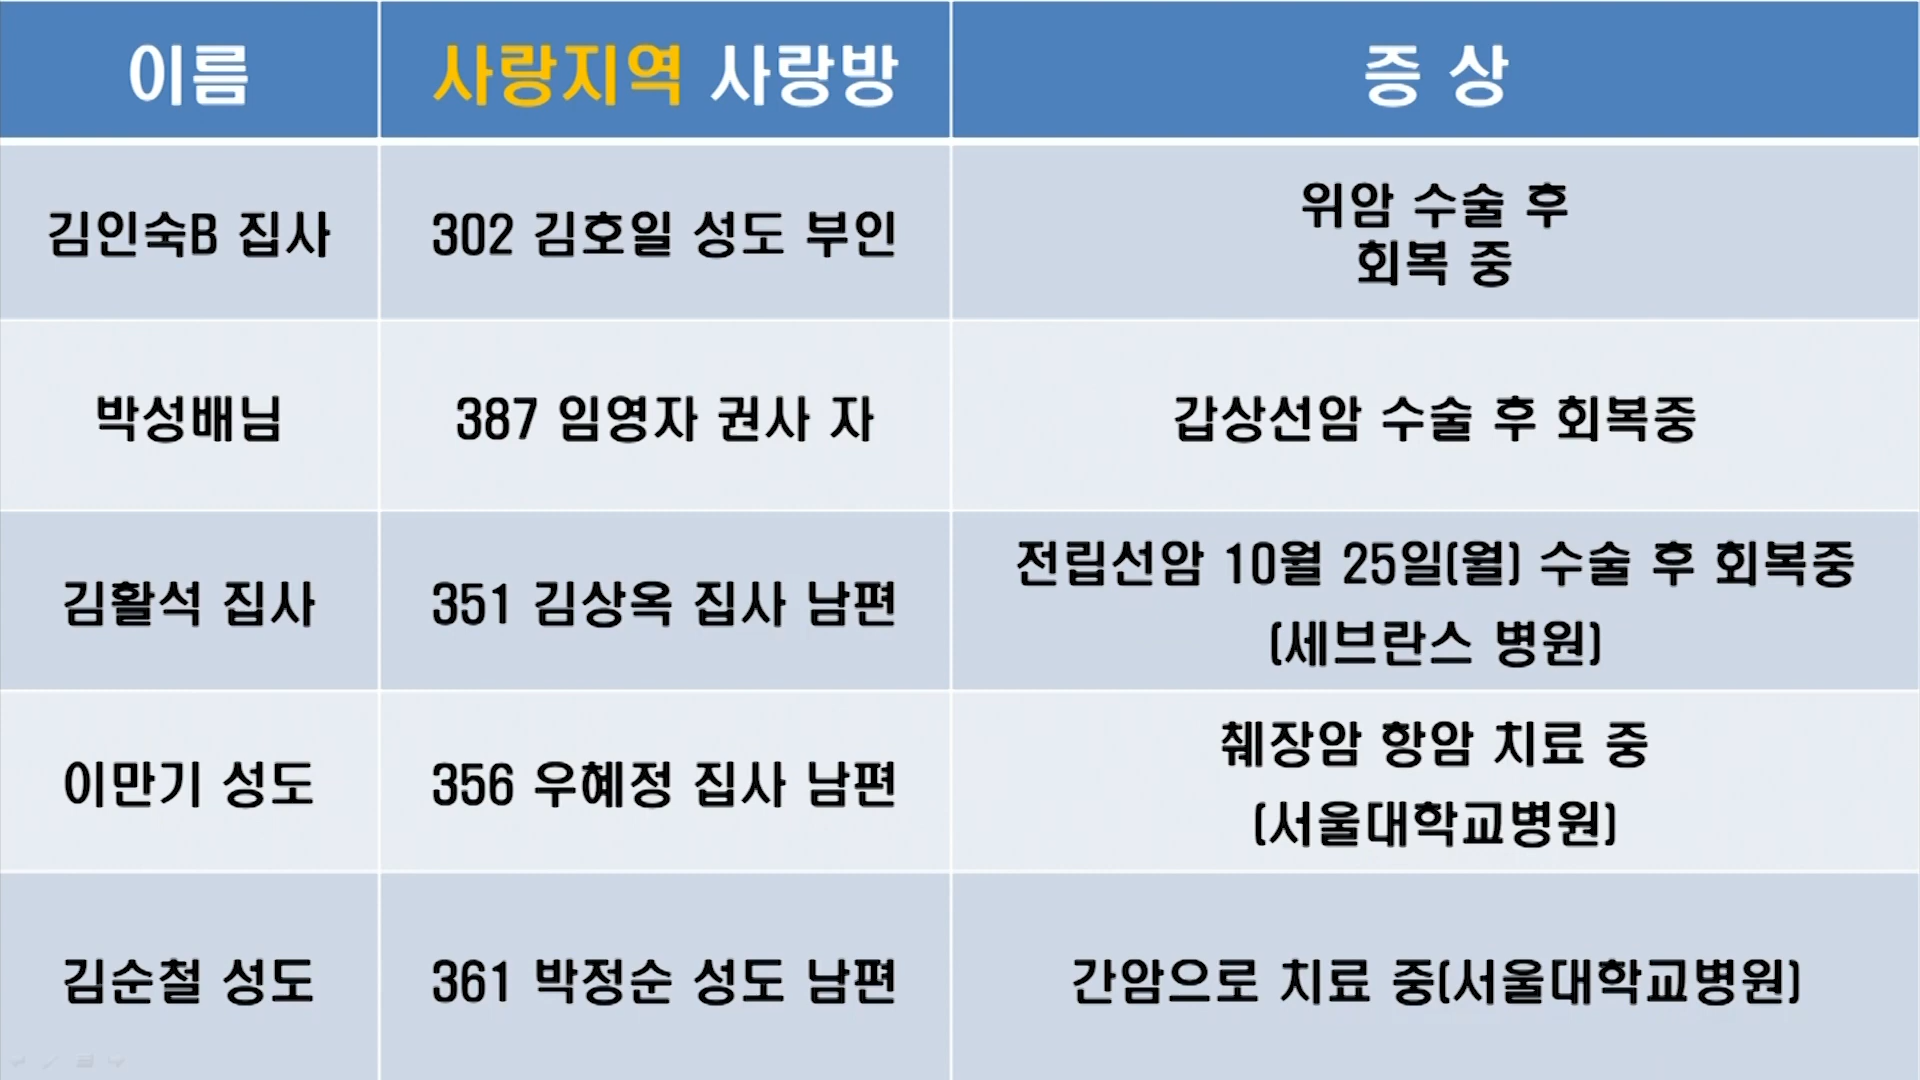 이름 사랑지역 사랑방 증 상
김인숙B 집사 302 김호일 성도 부인 위암 수술 후
회복 중
박성배님 387 임영자 권사 자 갑상선암 수술 후 회복중
김활석 집사 351 김상옥 집사 남편 전립선암 10월 25일(월) 수술 후 회복중
(세브란스 병원)
이만기 성도 356 우혜정 집사 남편 췌장암 항암 치료 중
(서울대학교병원)
김순철 성도 361 박정순 성도 남편 간암으로 치료 중(서울대학교병원)